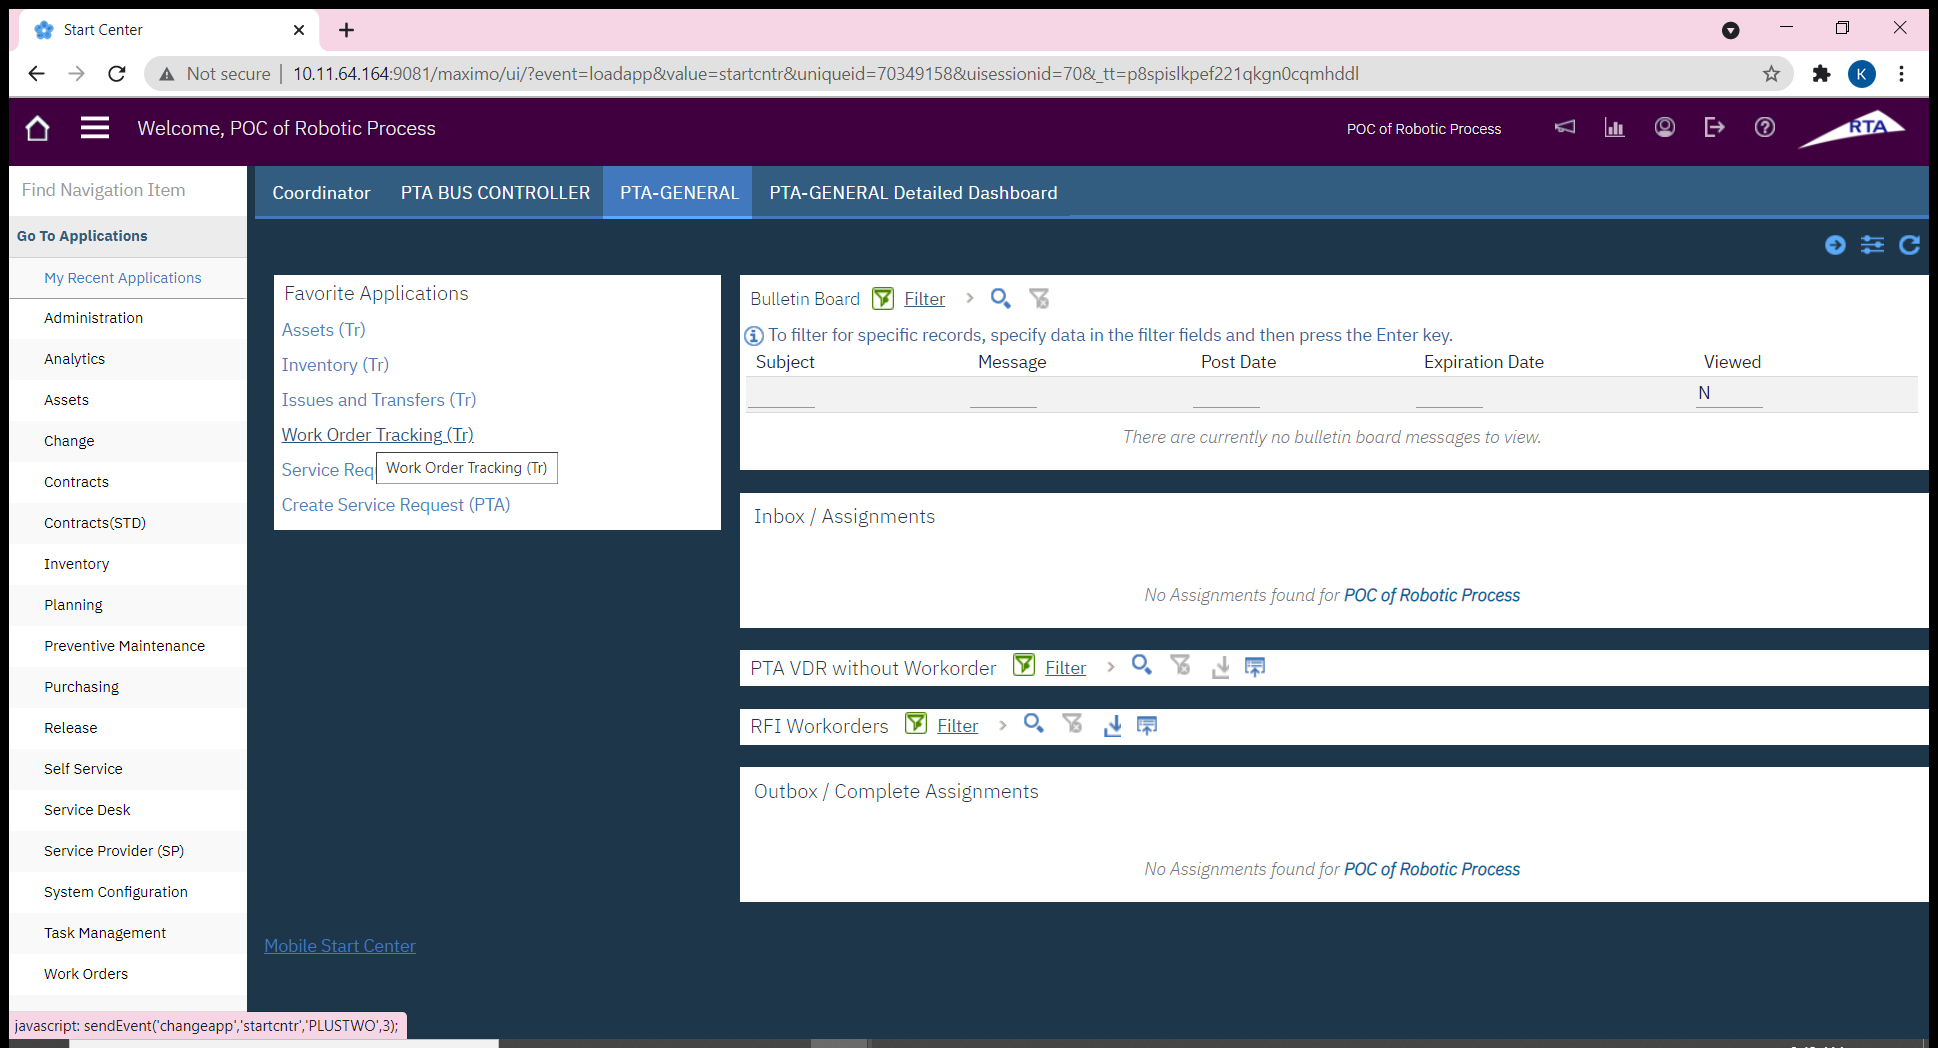 Start Center
Not secure | 10.11.64.164:9081/maximo/ui/?event=loadapp&value=startcntr&uniqueid=70349158&uisessionid=70&_tt=p8spislkpef221qkgn0cqmhddl
K
Welcome, POC of Robotic Process
POC of Robotic Process
RTA
Find Navigation Item
Go To Applications
My Recent Applications
Administration
Analytics
Assets
Change
Contracts
Contracts(STD)
Inventory
Planning
Preventive Maintenance
Purchasing
Release
Self Service
Service Desk
Service Provider (SP)
System Configuration
Task Management
Work Orders
Coordinator PTA BUS CONTROLLER PTA-GENERAL PTA-GENERAL Detailed Dashboard
Favorite Applications
Assets (Tr)
Inventory (Tr)
Issues and Transfers (Tr)
Work Order Tracking (Tr)
Service Req
Work Order Tracking (Tr)
Create Service Request (PTA)
Bulletin Board Filter
To filter for specific records, specify data in the filter fields and then press the Enter key.
Subject Message Post Date Expiration Date Viewed
N
There are currently no bulletin board messages to view.
Inbox / Assignments
No Assignments found for POC of Robotic Process
PTA VDR without Workorder Filter
RFI Workorders Filter
Outbox / Complete Assignments
No Assignments found for POC of Robotic Process
Mobile Start Center
javascript: sendEvent('changeapp','startcntr','PLUSTWO',3);